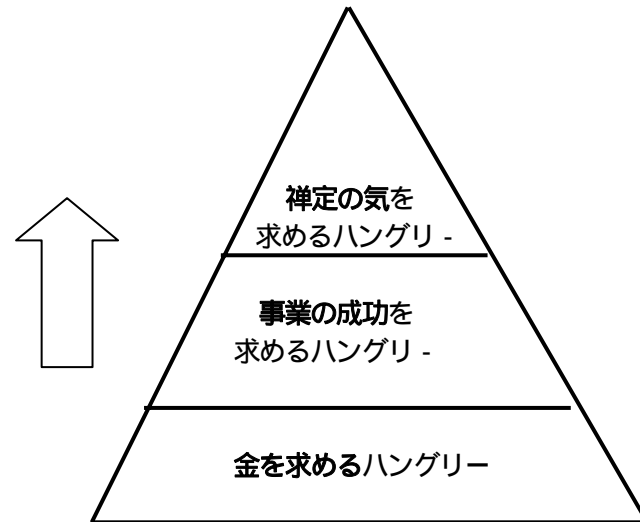 禅定の気を
求めるハングリ -
事業の成功を
求めるハングリ -
金を求めるハングリー